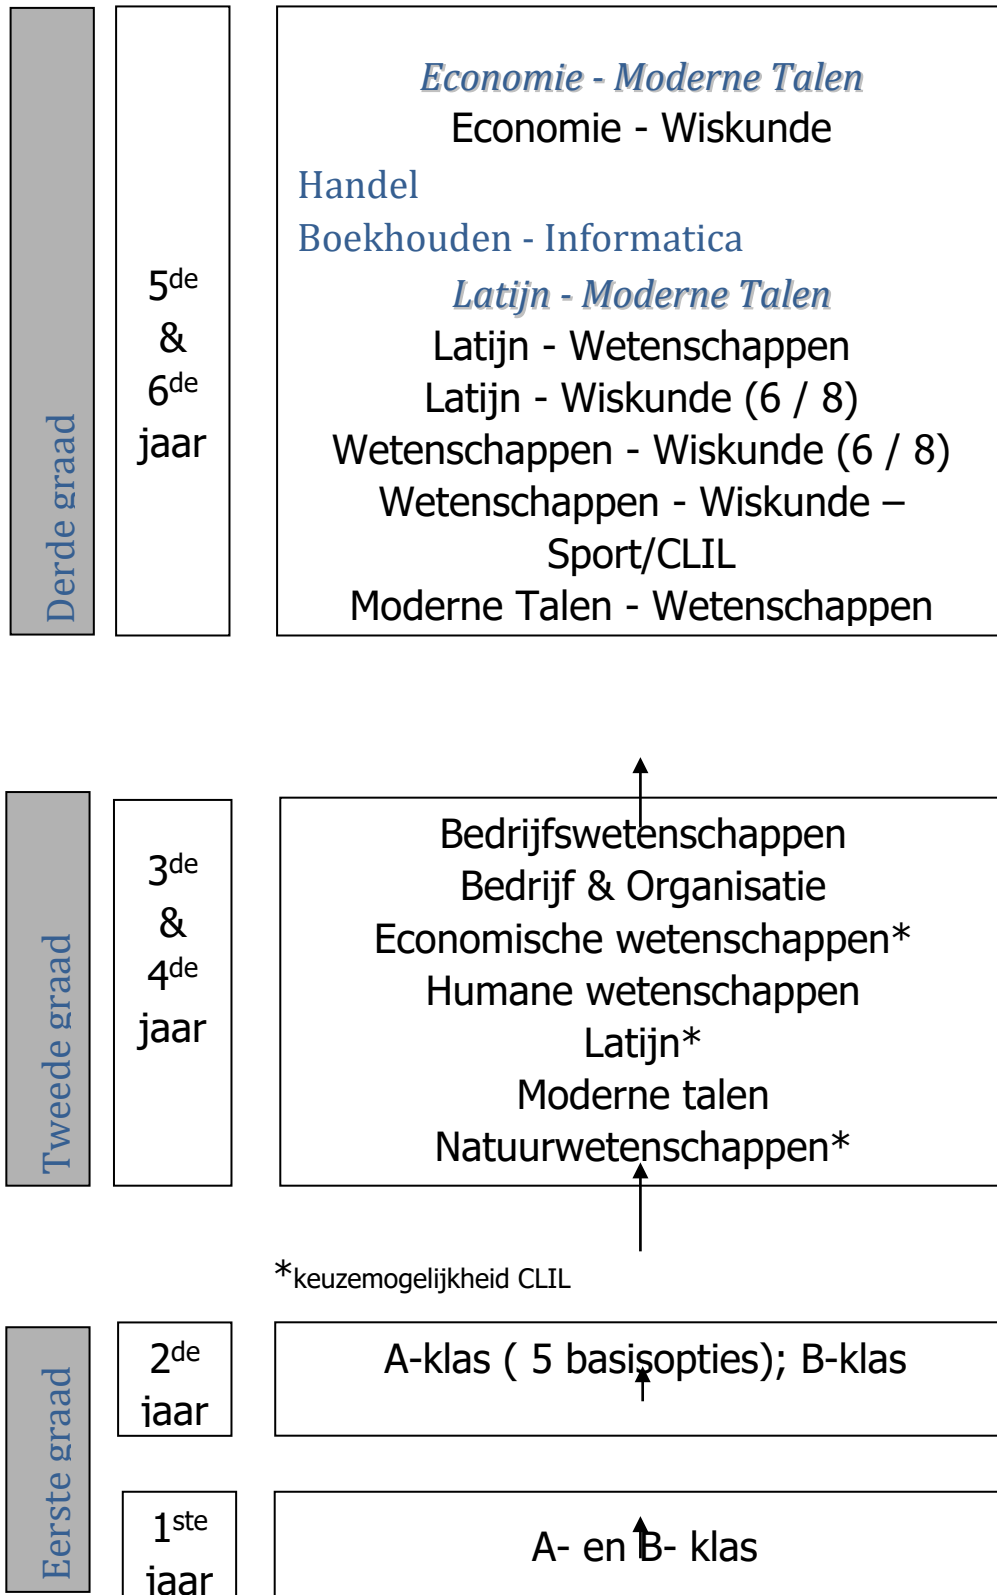 Derde graad
5de
&
6de
jaar
Economie - Moderne Talen
Economie - Wiskunde
Handel
Boekhouden - Informatica
Latijn - Moderne Talen
Latijn - Wetenschappen
Latijn - Wiskunde (6 / 8)
Wetenschappen - Wiskunde (6 / 8)
Wetenschappen - Wiskunde –
Sport/CLIL
Moderne Talen - Wetenschappen
Tweede graad
3de
&
4de
jaar
Bedrijfswetenschappen
Bedrijf & Organisatie
Economische wetenschappen*
Humane wetenschappen
Latijn*
Moderne talen
Natuurwetenschappen*
*keuzemogelijkheid CLIL
Eerste graad
2de
jaar
A-klas ( 5 basisopties); B-klas
1ste
jaar
A- en B- klas